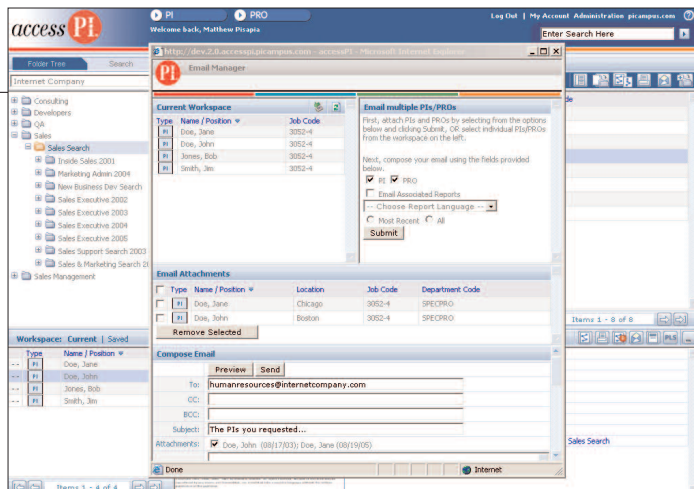 access PI
PI
PRO
Log Out | My Account Administration picampus.com
Welcome back, Matthew Pisapia
Enter Search Here
Folder Tree
Search
Internet Company
Consulting
Developers
QA
Sales
Sales Search
Inside Sales 2001
Marketing Admin 2004
New Business Dev Search
Sales Executive 2002
Sales Executive 2003
Sales Executive 2004
Sales Executive 2005
Sales Support Search 2003
Sales & Marketing Search 2
Sales Management
http://dev.2.0.accesspi.picampus.com - accessPI - Microsoft Internet Explorer
PI
Email Manager
Current Workspace
Type Name / Position Job Code
PI Doe, Jane 3052-4
PI Doe, John 3052-4
PI Jones, Bob 3052-4
PI Smith, Jim 3052-4
Email multiple PIs/PROs
First, attach PIs and PROs by selecting from the options
below and clicking Submit, OR select individual PIs/PROs
from the workspace on the left.
Next, compose your email using the fields provided
below.
PI PRO
Email Associated Reports
-- Choose Report Language --
Most Recent All
Submit
Email Attachments
Type Name / Position Location Job Code Department Code
PI Doe, Jane Chicago 3052-4 SPECPRO
PI Doe, John Boston 3052-4 SPECPRO
Remove Selected
Compose Email
Preview Send
To: humanresources@internetcompany.com
CC:
BCC:
Subject: The PIs you requested...
Attachments: Doe, John (08/17/03); Doe, Jane (08/19/05)
Done
Internet
de
Items 1 - 8 of 8
PLS
Sales Search
Workspace: Current | Saved
Type Name / Position
-- PI Doe, Jane
-- PI Doe, John
-- PI Jones, Bob
-- PI Smith, Jim
Items 1 - 4 of 4